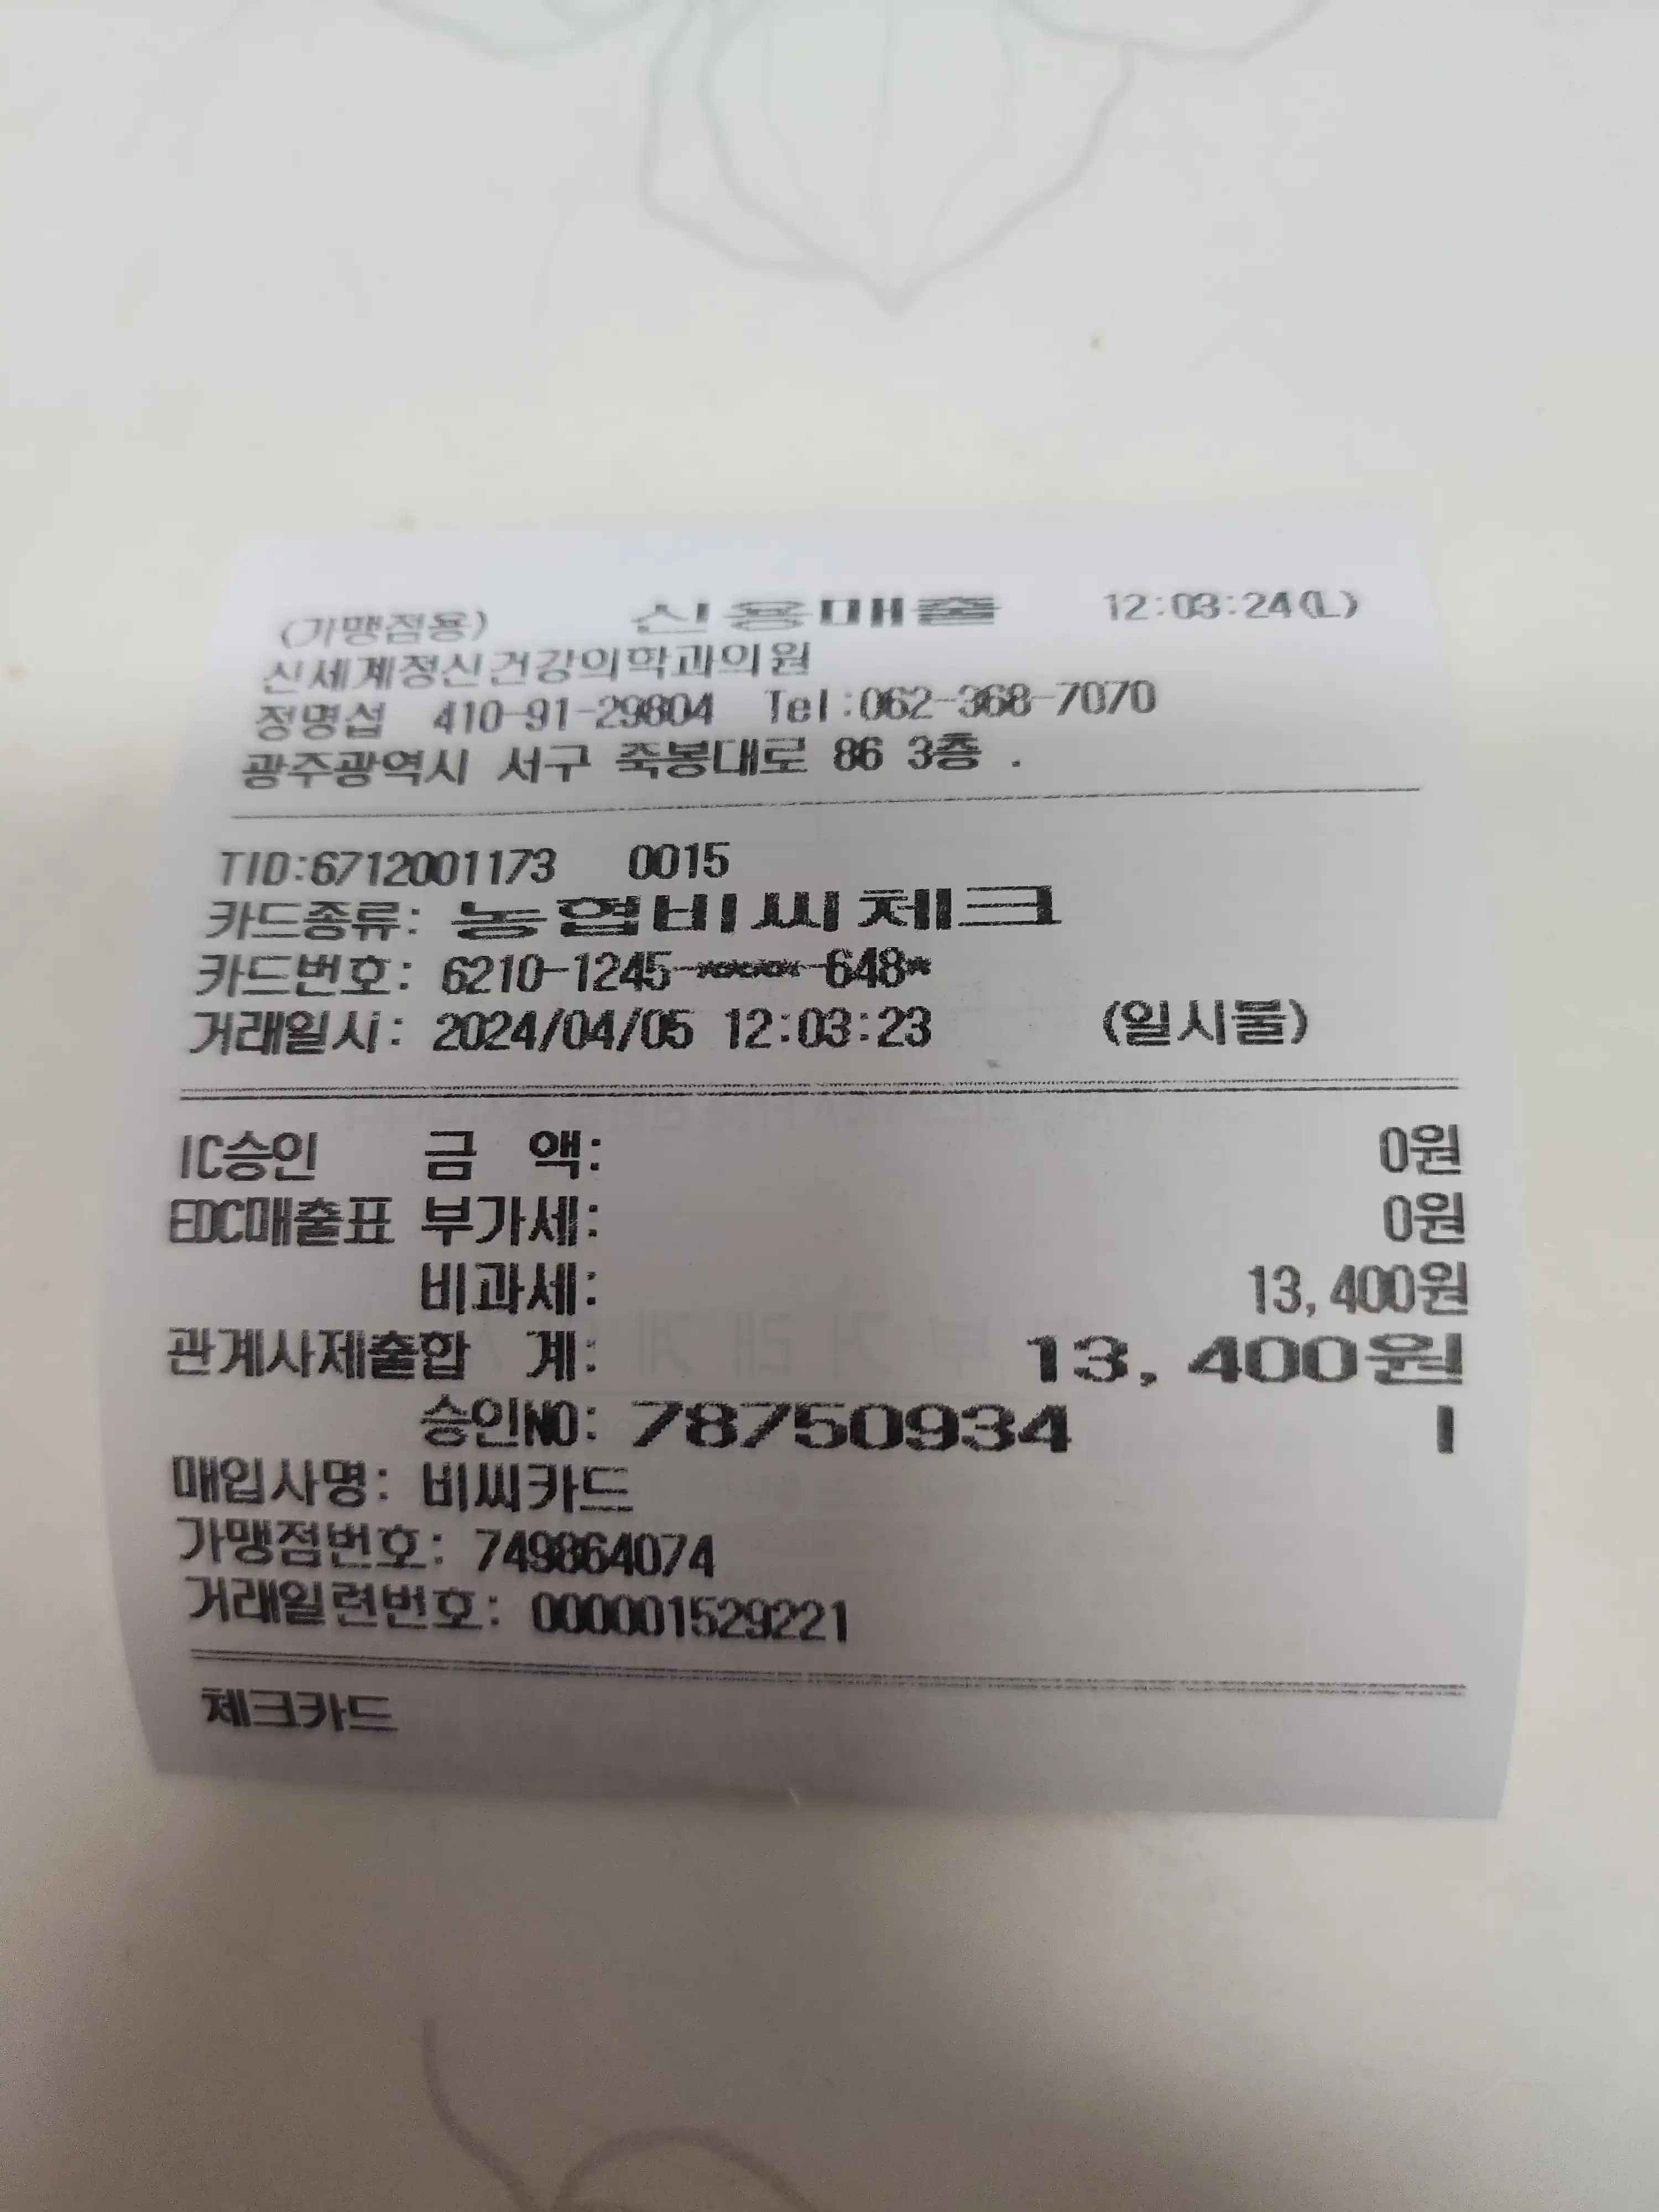 (가맹점용) 신용매출 12:03:24(L)
신세계정신건강의학과의원
정명섭 410-91-29804 Tel:062-368-7070
광주광역시 서구 죽봉대로 86 3층 .
TID:6712001173 0015
카드종류: 농협비씨체크
카드번호: 6210-1245-****-648*
거래일시: 2024/04/05 12:03:23 (일시불)
IC승인 금 액: 0원
EDC매출표 부가세: 0원
비과세: 13,400원
관계사제출합 계: 13,400원
승인NO: 78750934 I
매입사명: 비씨카드
가맹점번호: 749864074
거래일련번호: 000001529221
체크카드